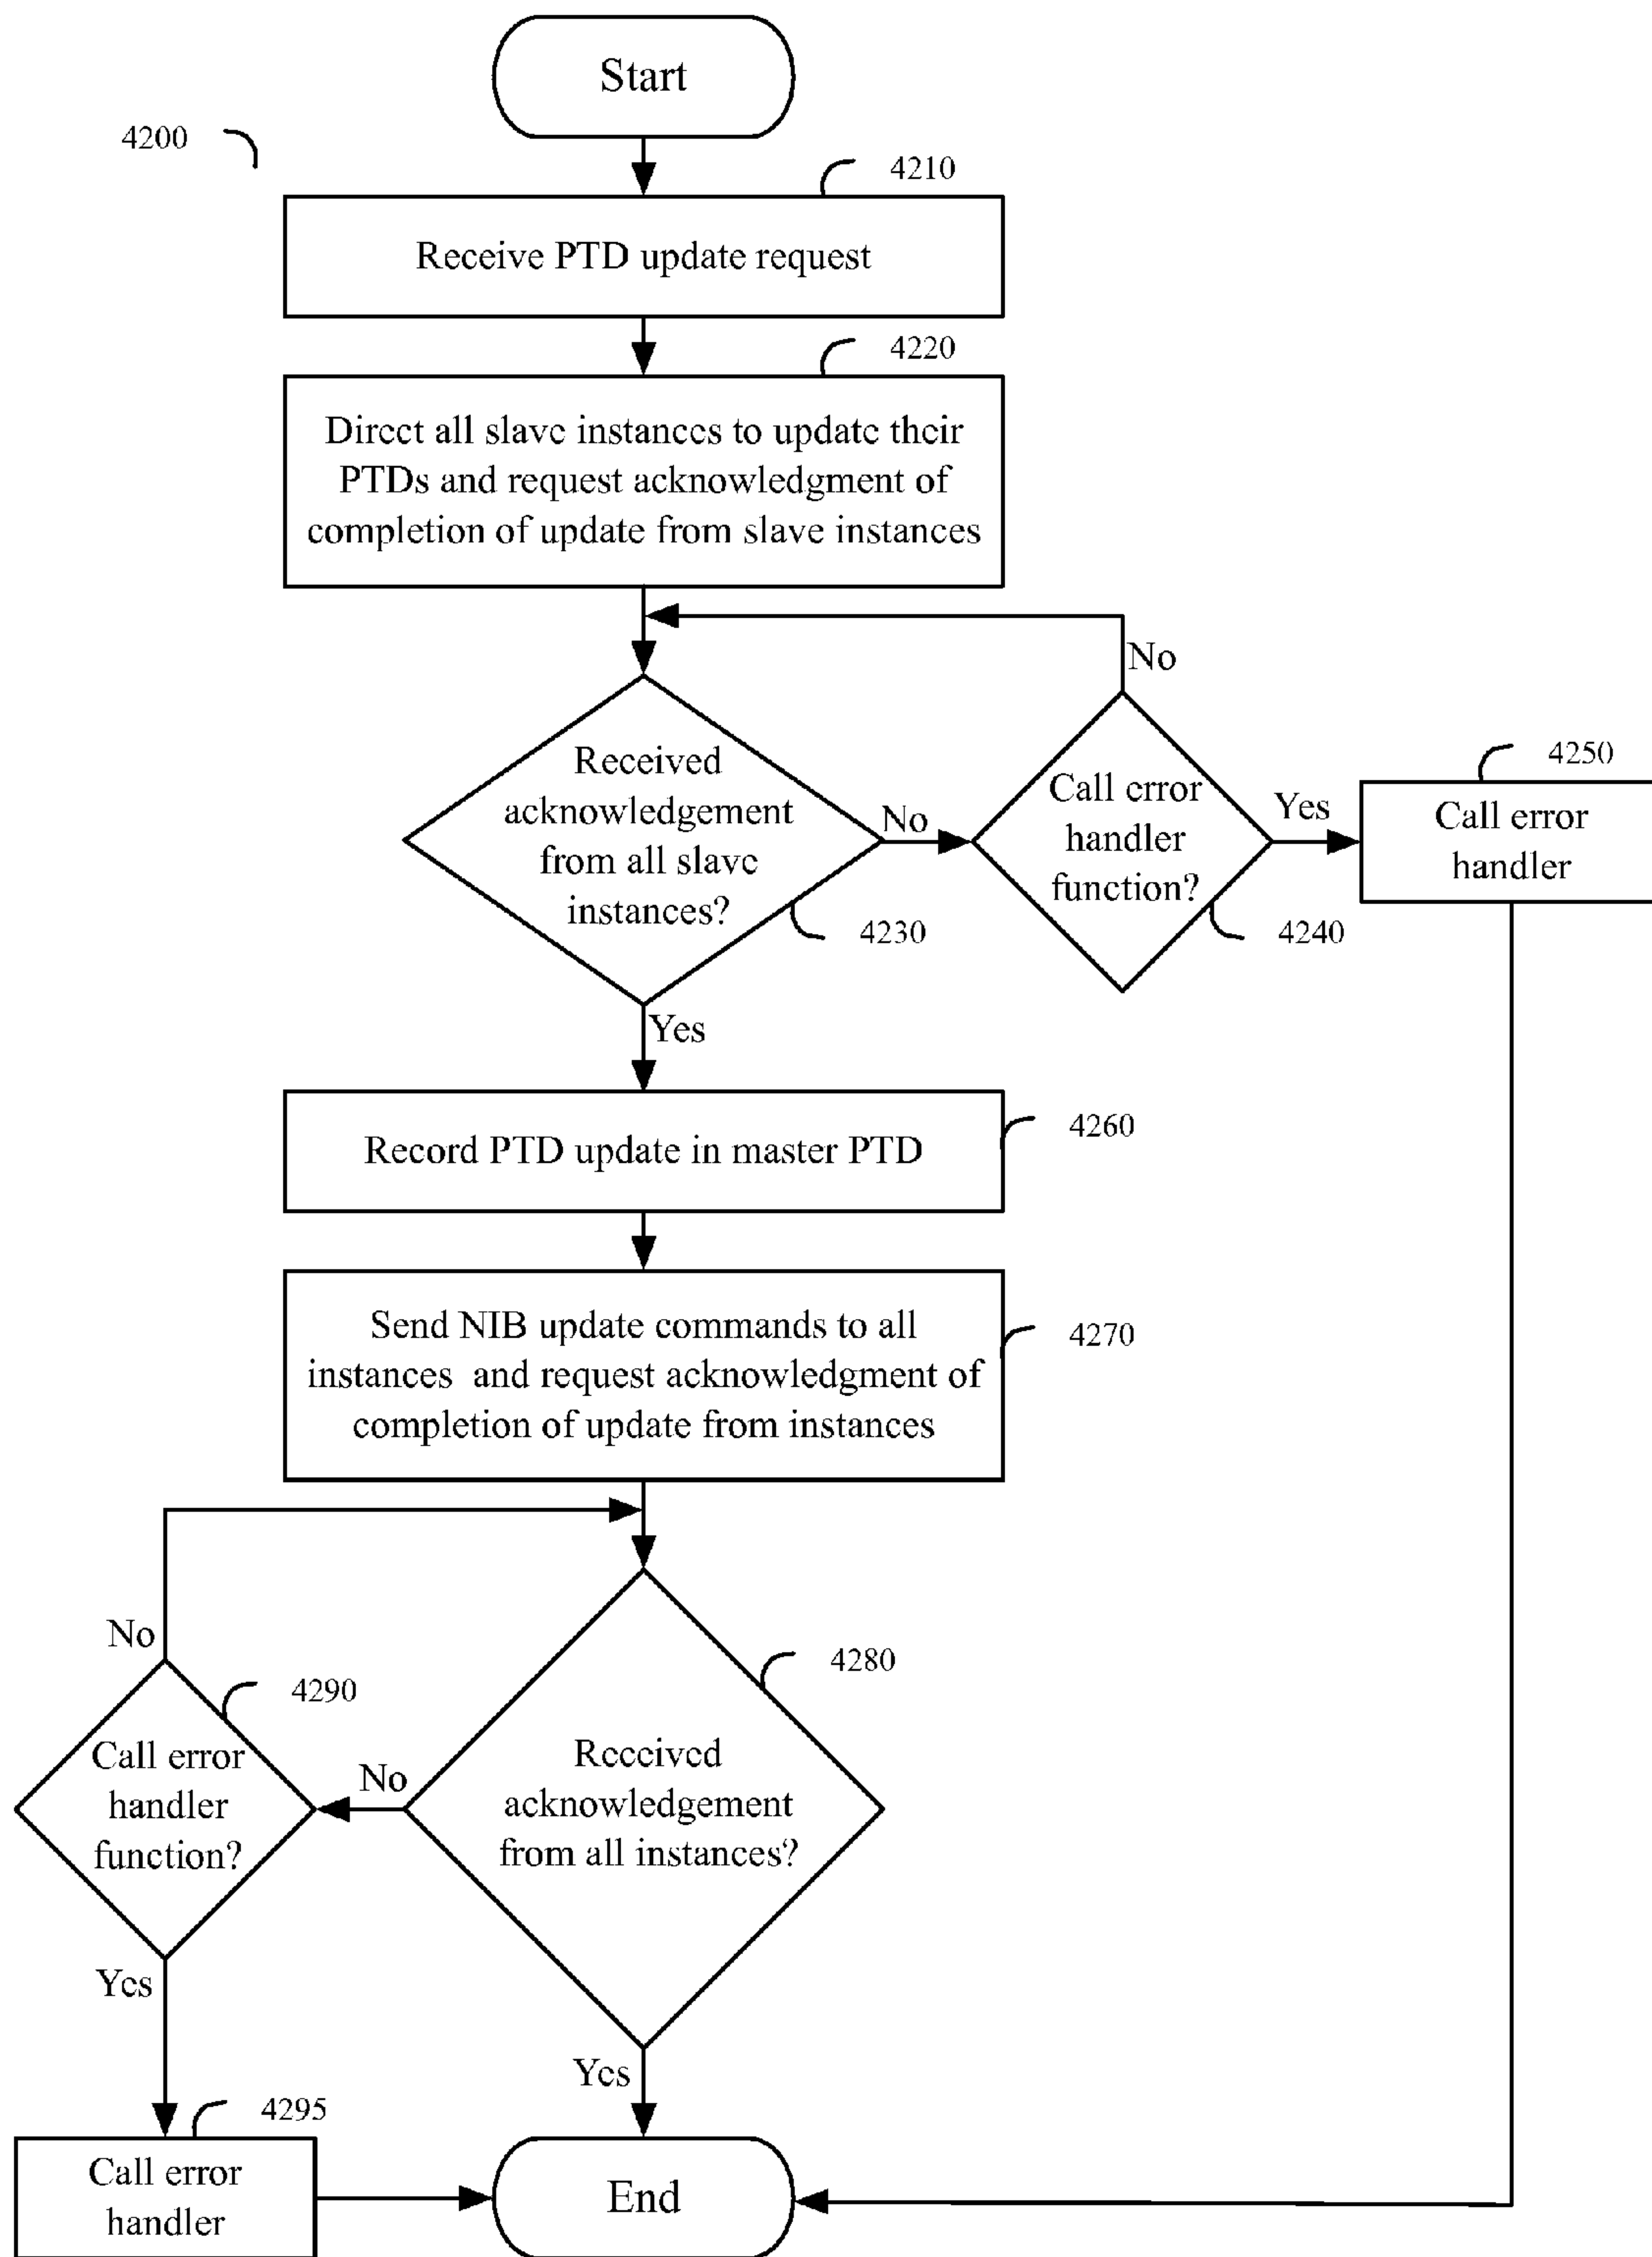 Start
4200
4210
Receive PTD update request
4220
Direct all slave instances to update their
PTDs and request acknowledgment of
completion of update from slave instances
No
Received
acknowledgement
from all slave
instances?
4230
No
Call error
handler
function?
4240
Yes
4250
Call error
handler
Yes
Record PTD update in master PTD
4260
Send NIB update commands to all
instances and request acknowledgment of
completion of update from instances
4270
No
4290
Call error
handler
function?
No
4280
Received
acknowledgement
from all instances?
Yes
Yes
4295
Call error
handler
End